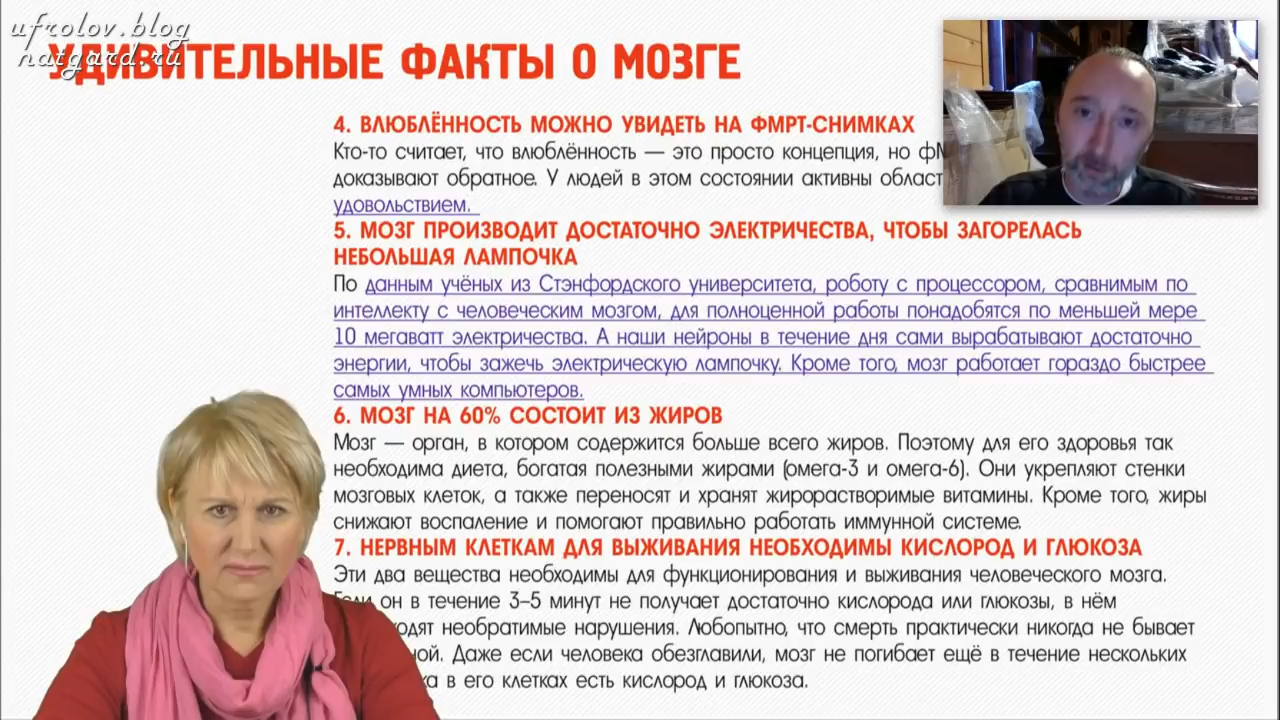 ufrolov.blog
natgard.ru
УДИВИТЕЛЬНЫЕ ФАКТЫ О МОЗГЕ
4. ВЛЮБЛЁННОСТЬ МОЖНО УВИДЕТЬ НА ФМРТ-СНИМКАХ
Кто-то считает, что влюблённость — это просто концепция, но
доказывают обратное. У людей в этом состоянии активны
удовольствием.
5. МОЗГ ПРОИЗВОДИТ ДОСТАТОЧНО ЭЛЕКТРИЧЕСТВА, ЧТОБЫ ЗАГОРЕЛАСЬ
НЕБОЛЬШАЯ ЛАМПОЧКА
По данным учёных из Стэнфордского университета, роботу с процессором, сравнимым по
интеллекту с человеческим мозгом, для полноценной работы понадобятся по меньшей мере
10 мегаватт электричества. А наши нейроны в течение дня сами вырабатывают достаточно
энергии, чтобы зажечь электрическую лампочку. Кроме того, мозг работает гораздо быстрее
самых умных компьютеров.
6. МОЗГ НА 60% СОСТОИТ ИЗ ЖИРОВ
Мозг — орган, в котором содержится больше всего жиров. Поэтому для его здоровья так
необходима диета, богатая полезными жирами (омега-3 и омега-6). Они укрепляют стенки
мозговых клеток, а также переносят и хранят жирорастворимые витамины. Кроме того, жиры
снижают воспаление и помогают правильно работать иммунной системе.
7. НЕРВНЫМ КЛЕТКАМ ДЛЯ ВЫЖИВАНИЯ НЕОБХОДИМЫ КИСЛОРОД И ГЛЮКОЗА
Эти два вещества необходимы для функционирования и выживания человеческого мозга.
Если он в течение 3–5 минут не получает достаточно кислорода или глюкозы, в нём
необратимые нарушения. Любопытно, что смерть практически никогда не бывает
Даже если человека обезглавили, мозг не погибает ещё в течение нескольких
в его клетках есть кислород и глюкоза.